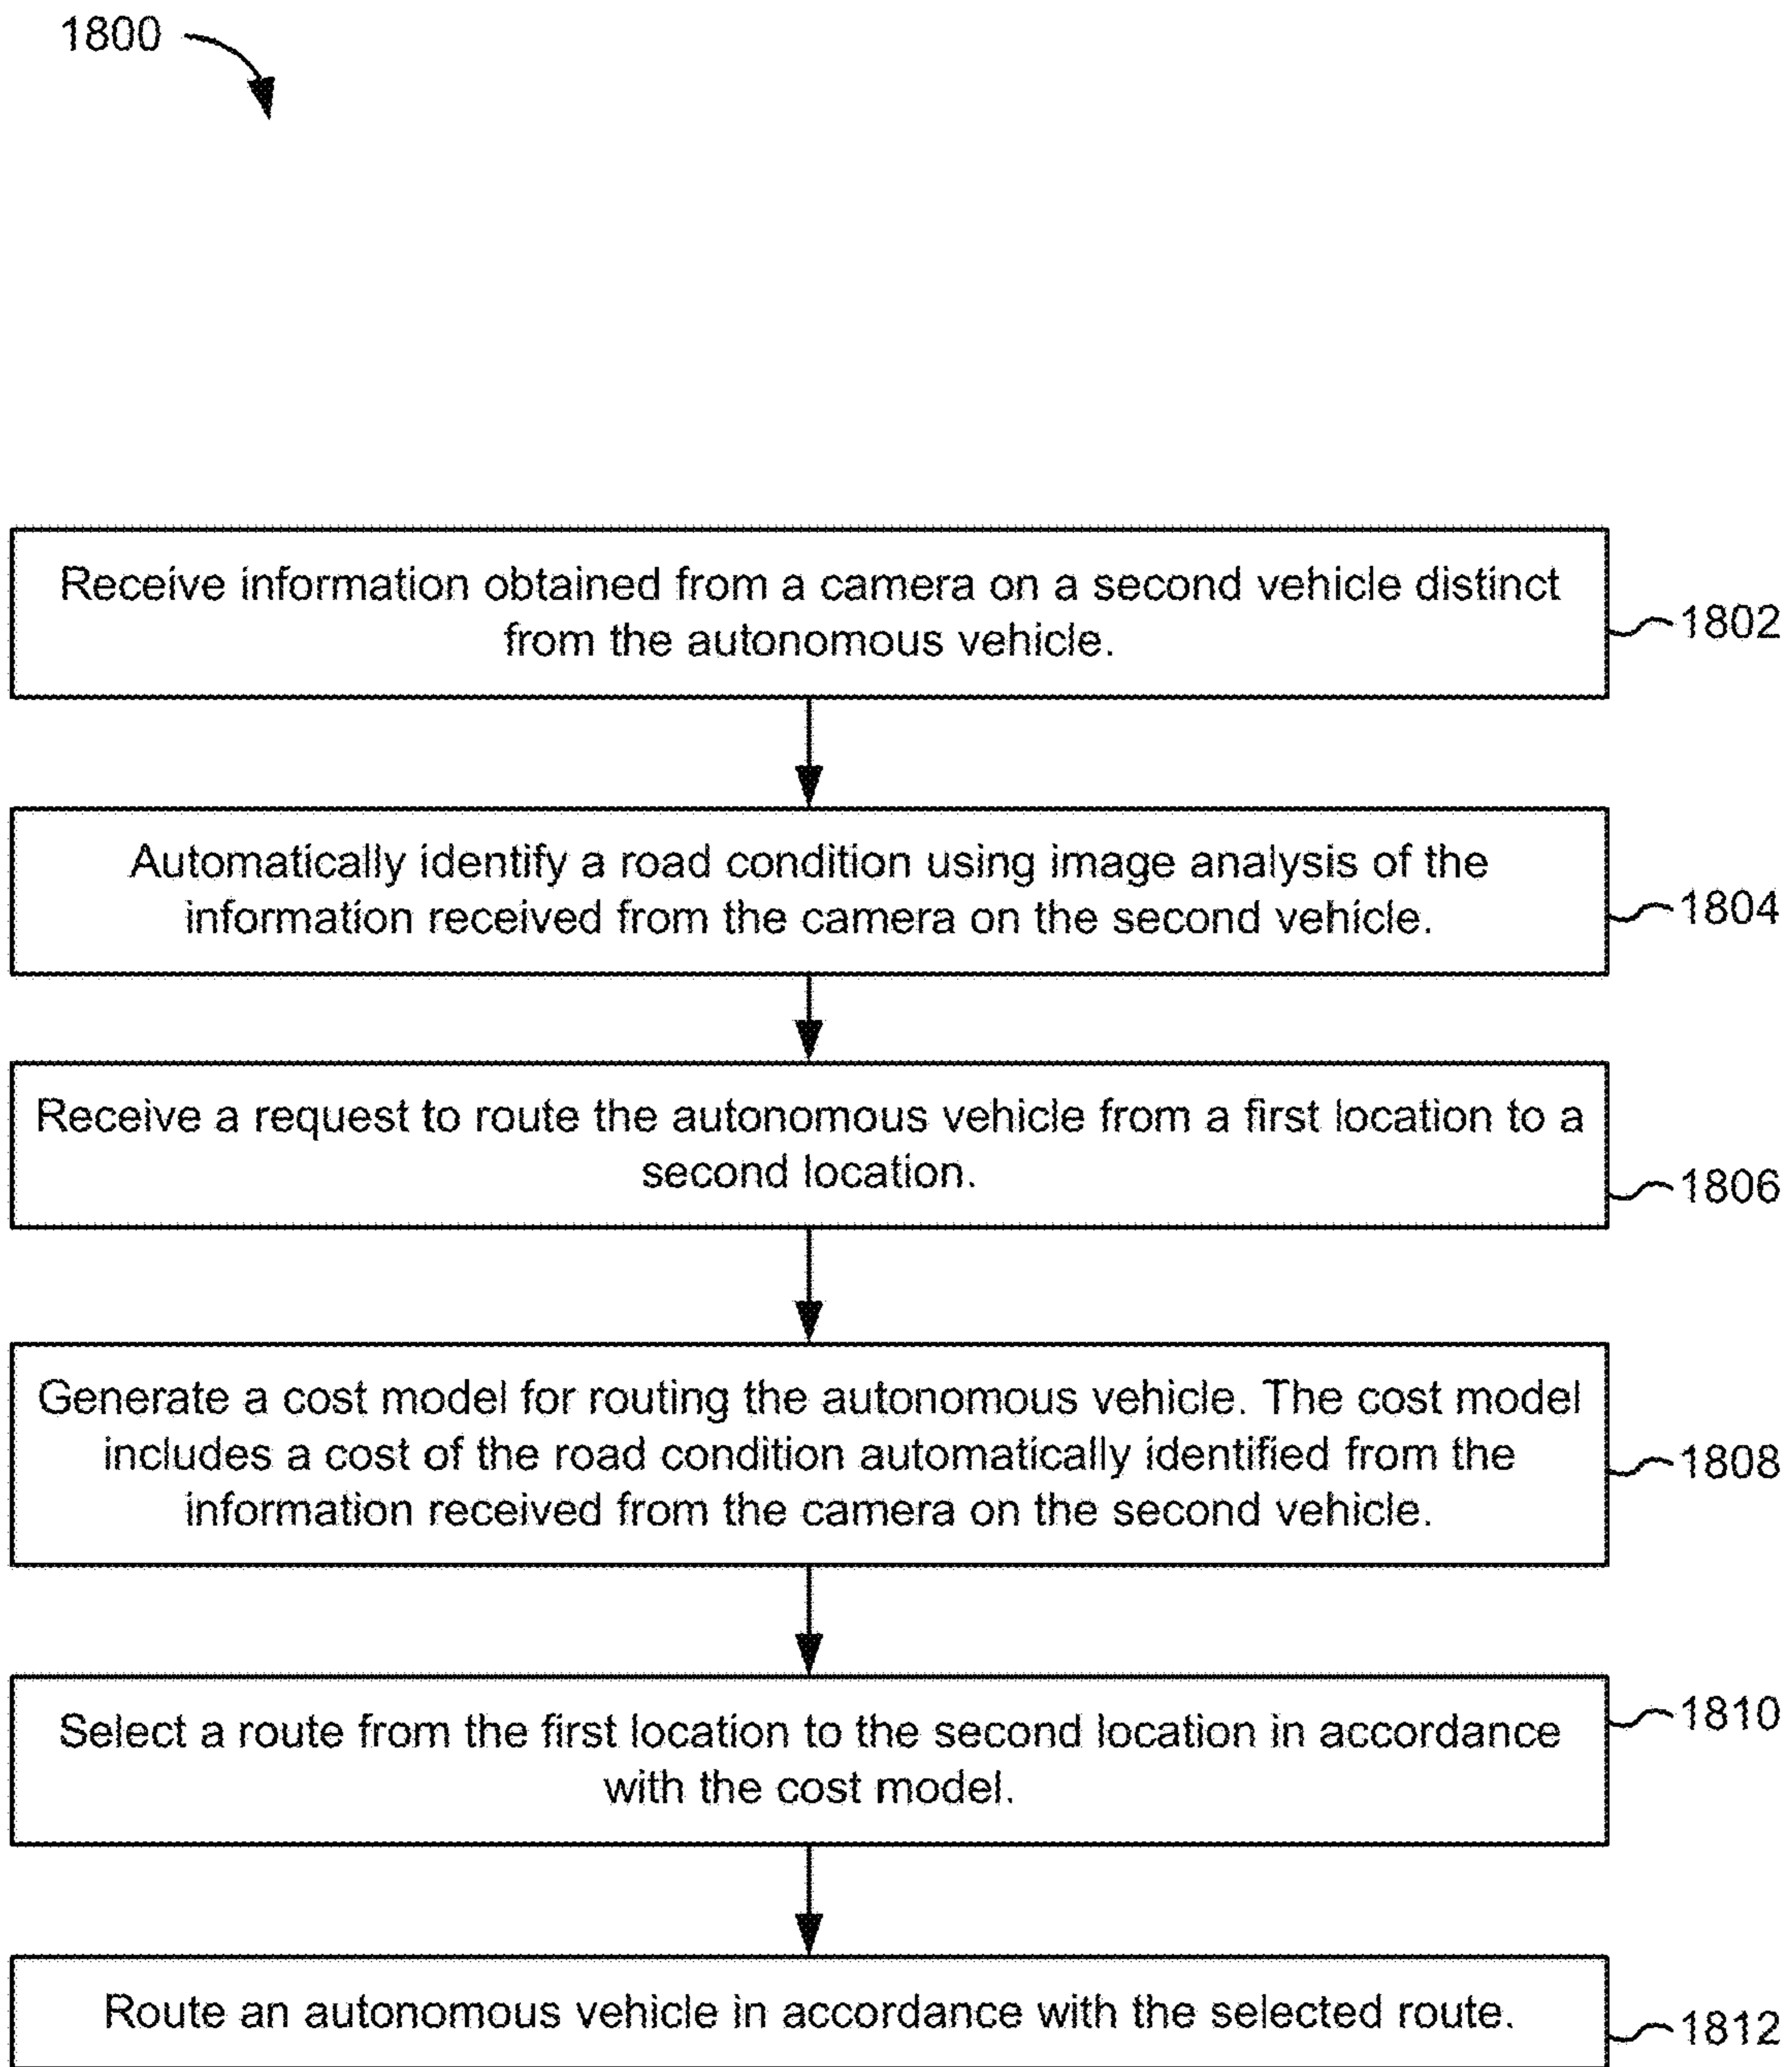 1800
Receive information obtained from a camera on a second vehicle distinct
from the autonomous vehicle.
1802
Automatically identify a road condition using image analysis of the
information received from the camera on the second vehicle.
1804
Receive a request to route the autonomous vehicle from a first location to a
second location.
1806
Generate a cost model for routing the autonomous vehicle. The cost model
includes a cost of the road condition automatically identified from the
information received from the camera on the second vehicle.
1808
Select a route from the first location to the second location in accordance
with the cost model.
1810
Route an autonomous vehicle in accordance with the selected route.
1812